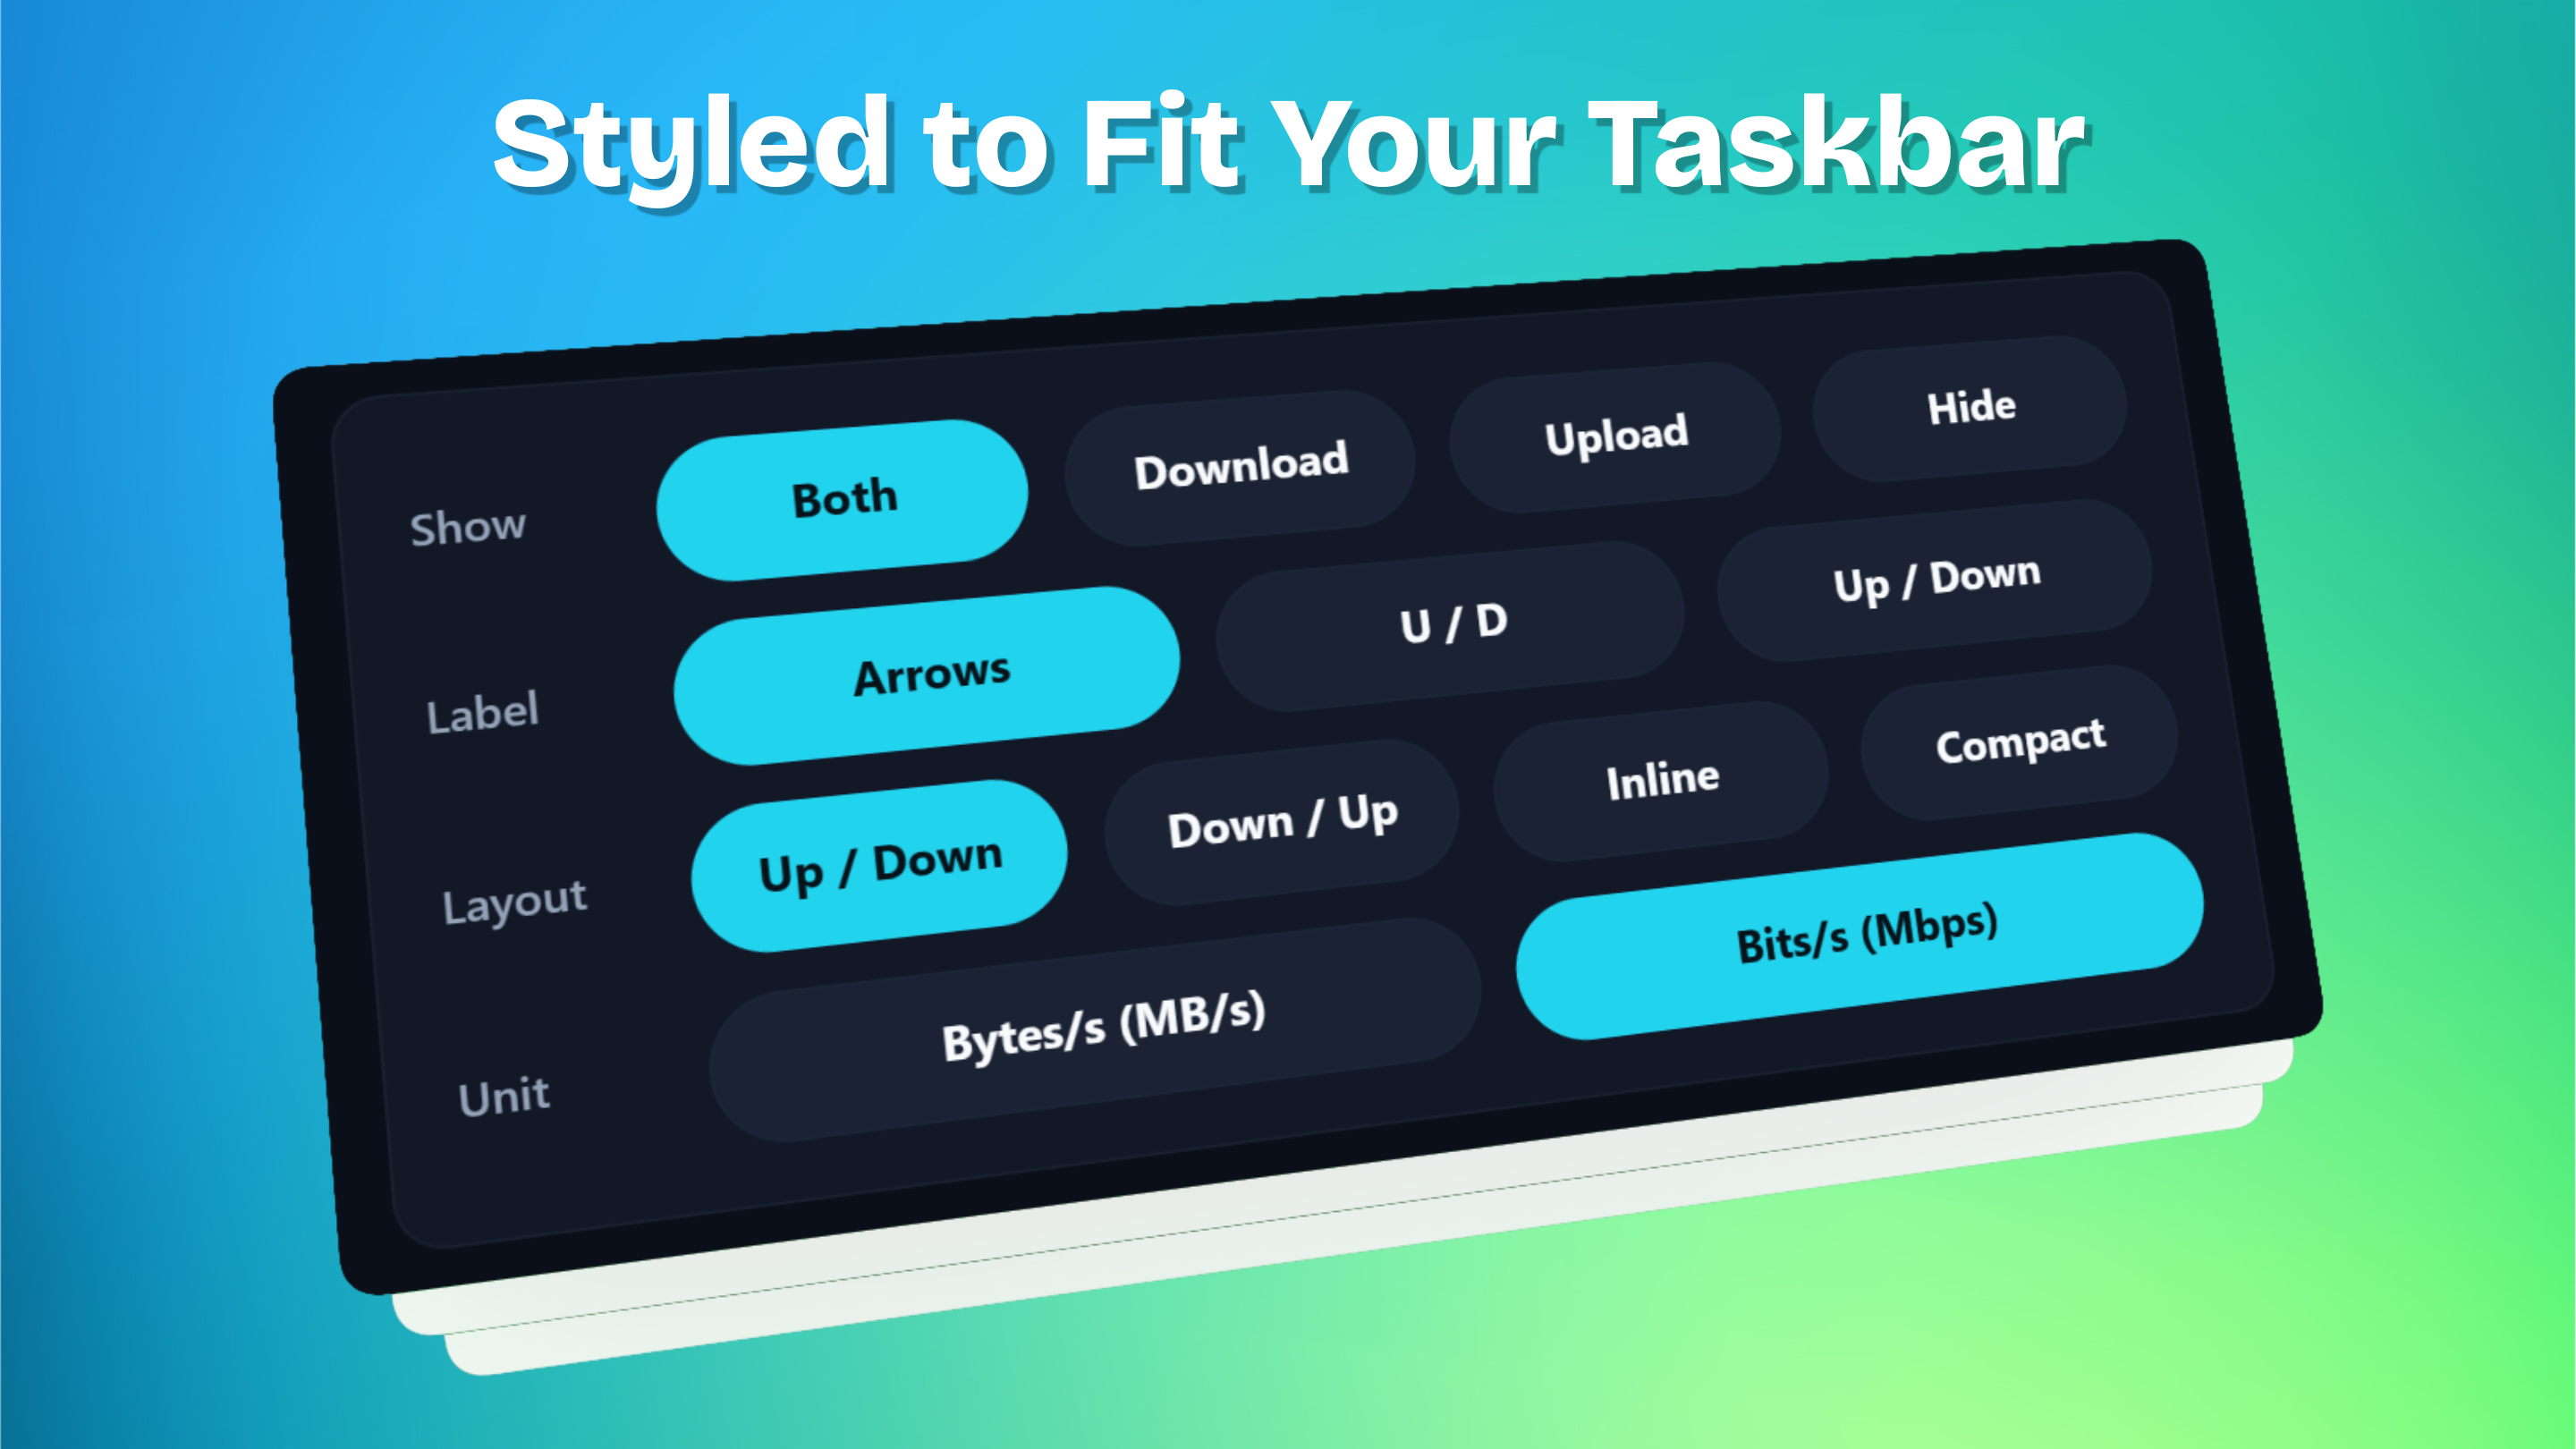 Styled to Fit Your Taskbar
Show Both Download Upload Hide
Label Arrows U / D Up / Down
Layout Up / Down Down / Up Inline Compact
Unit Bytes/s (MB/s) Bits/s (Mbps)